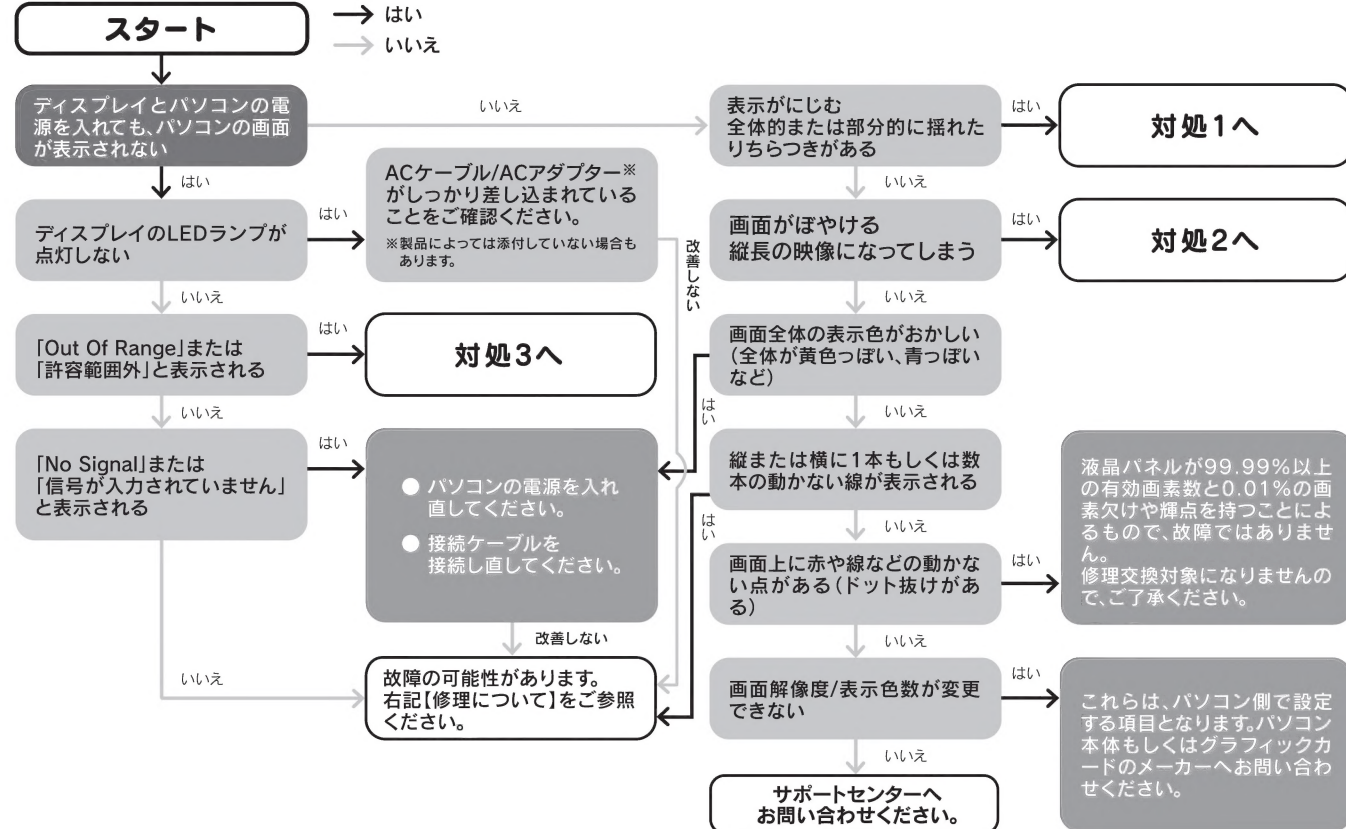 スタート
はい
いいえ
ディスプレイとパソコンの電
源を入れても、パソコンの画面
が表示されない
いいえ
はい
ディスプレイのLEDランプが
点灯しない
はい
ACケーブル/ACアダプター※
がしっかり差し込まれている
ことをご確認ください。
※製品によっては添付していない場合も
あります。
改善しない
いいえ
「Out Of Range」または
「許容範囲外」と表示される
はい
対処3へ
いいえ
「No Signal」または
「信号が入力されていません」
と表示される
はい
● パソコンの電源を入れ
直してください。
● 接続ケーブルを
接続し直してください。
改善しない
いいえ
故障の可能性があります。
右記【修理について】をご参照
ください。
表示がにじむ
全体的または部分的に揺れた
りちらつきがある
はい
対処1へ
いいえ
画面がぼやける
縦長の映像になってしまう
はい
対処2へ
いいえ
画面全体の表示色がおかしい
(全体が黄色っぽい、青っぽい
など)
はい
いいえ
縦または横に1本もしくは数
本の動かない線が表示される
はい
いいえ
画面上に赤や線などの動かな
い点がある(ドット抜けがあ
る)
はい
液晶パネルが99.99%以上
の有効画素数と0.01%の画
素欠けや輝点を持つことによ
るもので、故障ではありませ
ん。
修理交換対象になりませんの
で、ご了承ください。
いいえ
画面解像度/表示色数が変更
できない
はい
これらは、パソコン側で設定
する項目となります。パソコン
本体もしくはグラフィックカ
ードのメーカーへお問い合わ
せください。
いいえ
サポートセンターへ
お問い合わせください。